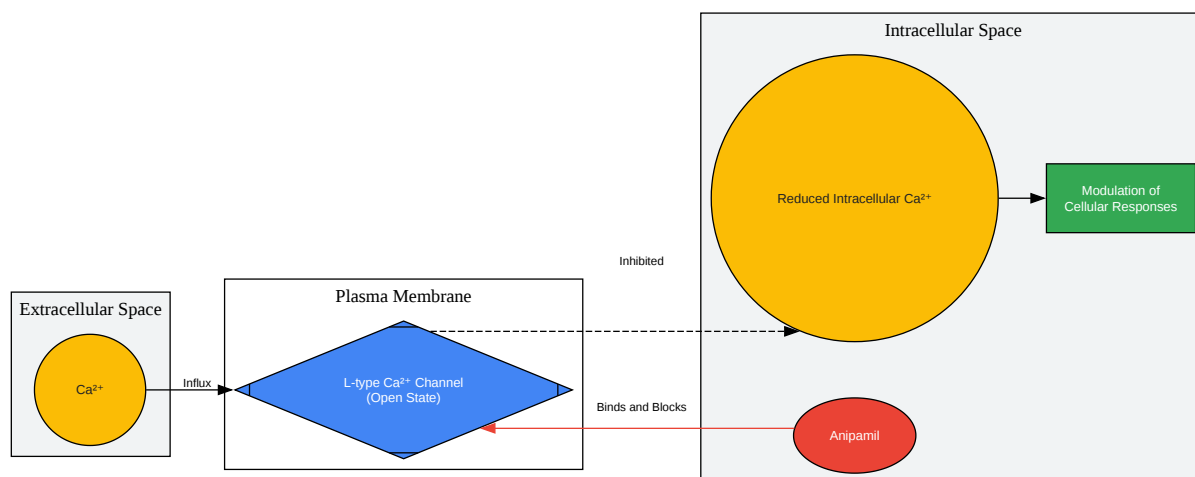 Intracellular Space
Reduced Intracellular Ca²⁺
Modulation of
Cellular Responses
Inhibited
Plasma Membrane
Extracellular Space
Ca²⁺
Influx
L-type Ca²⁺ Channel
(Open State)
Binds and Blocks
Anipamil